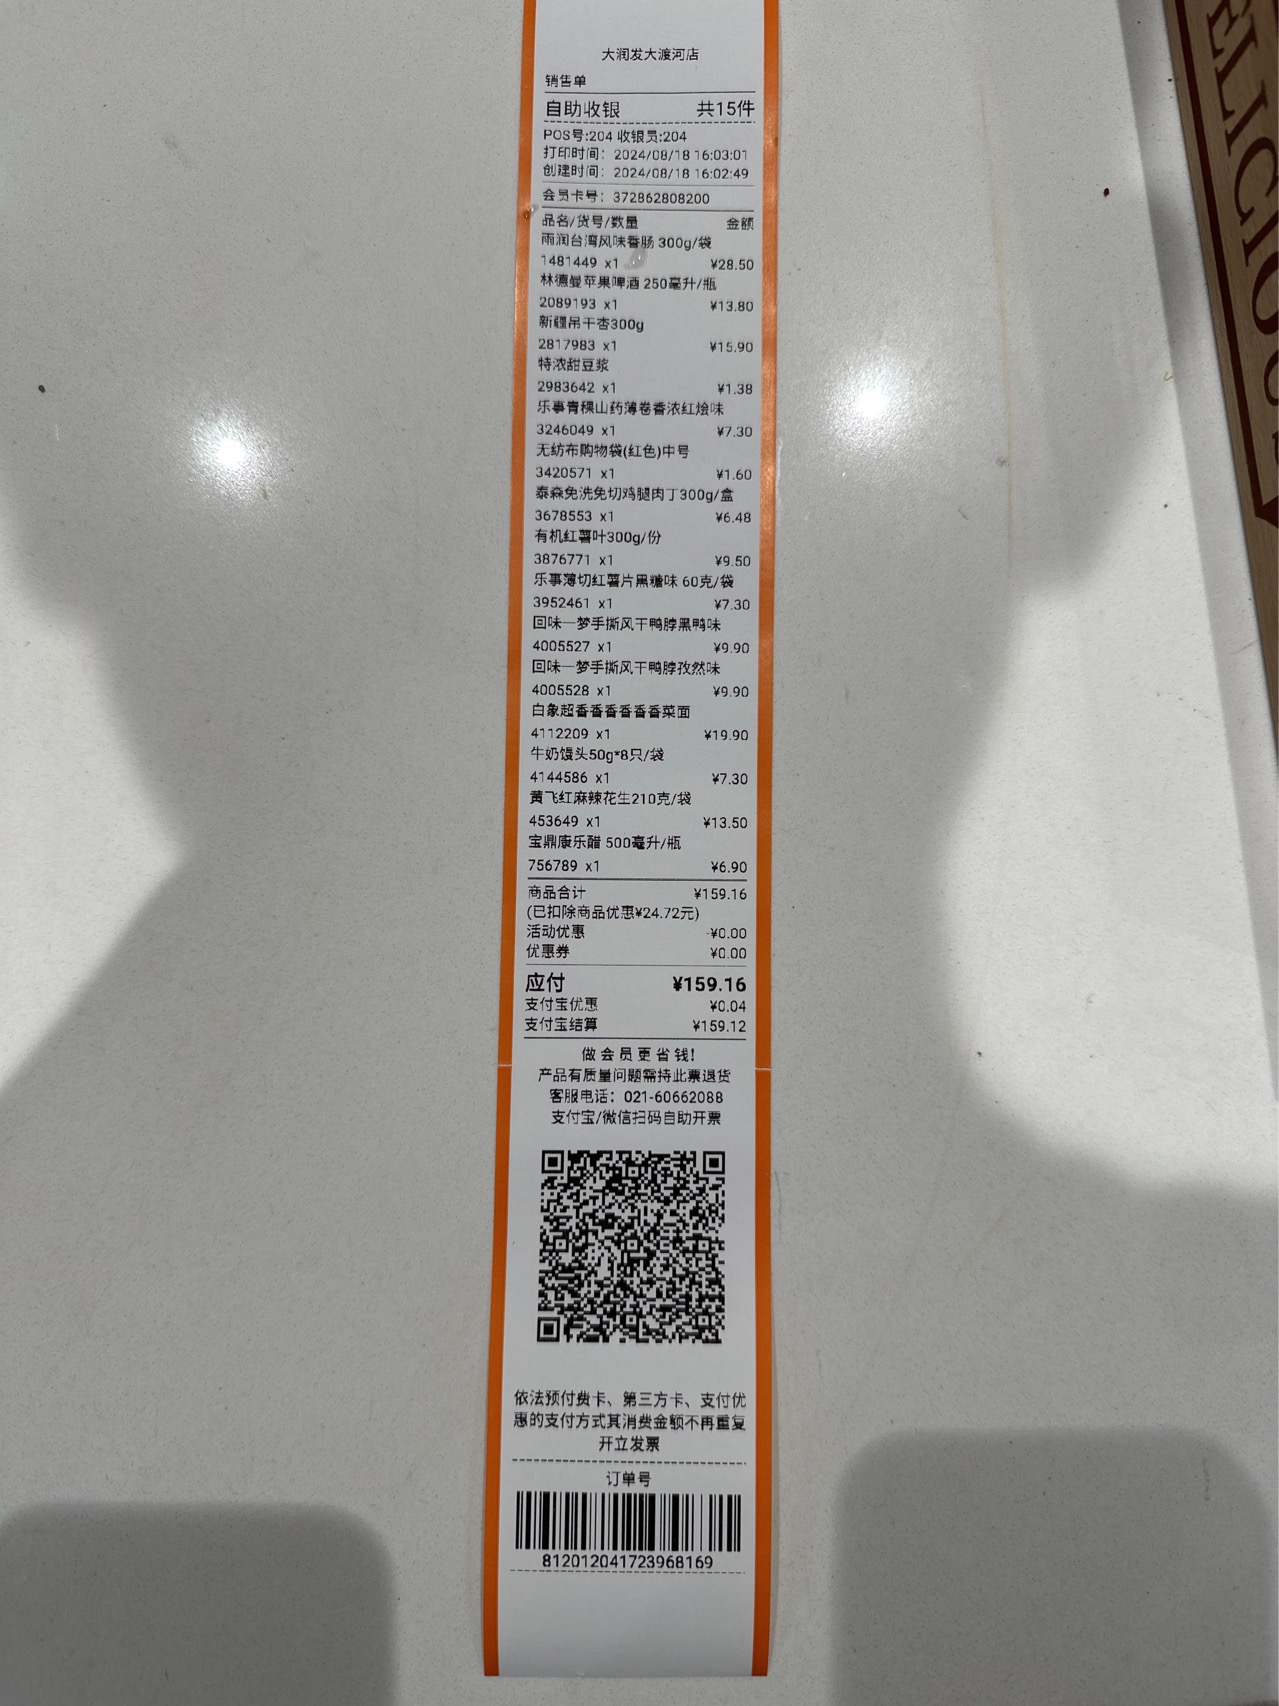 大润发大渡河店
销售单
自助收银 共15件
POS号:204 收银员:204
打印时间: 2024/08/18 16:03:01
创建时间: 2024/08/18 16:02:49
会员卡号: 372862808200
品名/货号/数量 金额
雨润台湾风味香肠 300g/袋
1481449 x1 ¥28.50
林德曼苹果啤酒 250毫升/瓶
2089193 x1 ¥13.80
新疆吊干杏300g
2817983 x1 ¥15.90
特浓甜豆浆
2983642 x1 ¥1.38
乐事青稞山药薄卷香浓红烩味
3246049 x1 ¥7.30
无纺布购物袋(红色)中号
3420571 x1 ¥1.60
泰森免洗免切鸡腿肉丁300g/盒
3678553 x1 ¥6.48
有机红薯叶300g/份
3876771 x1 ¥9.50
乐事薄切红薯片黑糖味 60克/袋
3952461 x1 ¥7.30
回味一梦手撕风干鸭脖黑鸭味
4005527 x1 ¥9.90
回味一梦手撕风干鸭脖孜然味
4005528 x1 ¥9.90
白象超香香香香香香菜面
4112209 x1 ¥19.90
牛奶馒头50g*8只/袋
4144586 x1 ¥7.30
黄飞红麻辣花生210克/袋
453649 x1 ¥13.50
宝鼎康乐醋 500毫升/瓶
756789 x1 ¥6.90
商品合计 ¥159.16
(已扣除商品优惠¥24.72元)
活动优惠 -¥0.00
优惠券 ¥0.00
应付 ¥159.16
支付宝优惠 ¥0.04
支付宝结算 ¥159.12
做会员更省钱!
产品有质量问题需持此票退货
客服电话: 021-60662088
支付宝/微信扫码自助开票
依法预付费卡、第三方卡、支付优
惠的支付方式其消费金额不再重复
开立发票
订单号
812012041723968169
ELICIOU